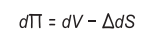 dΠ = dV − ΔdS